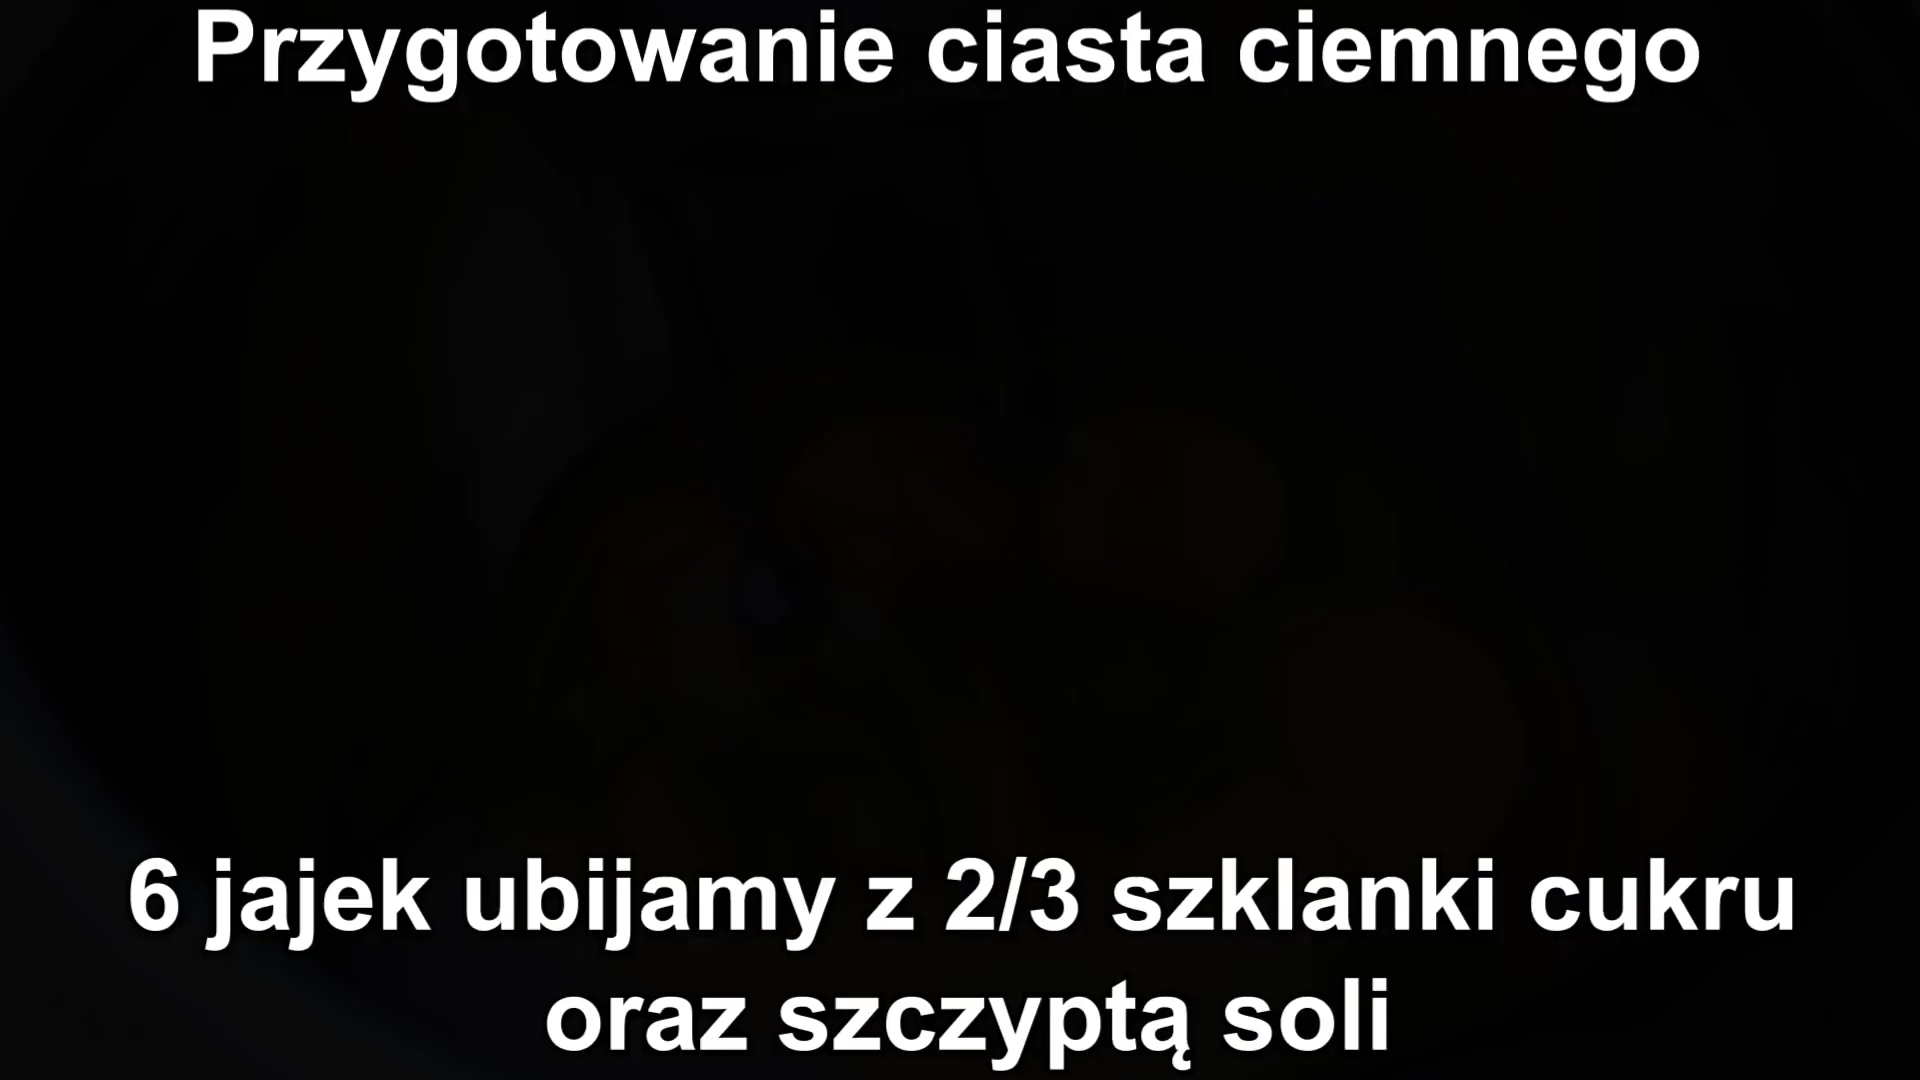 Przygotowanie ciasta ciemnego
6 jajek ubijamy z 2/3 szklanki cukru
oraz szczyptą soli